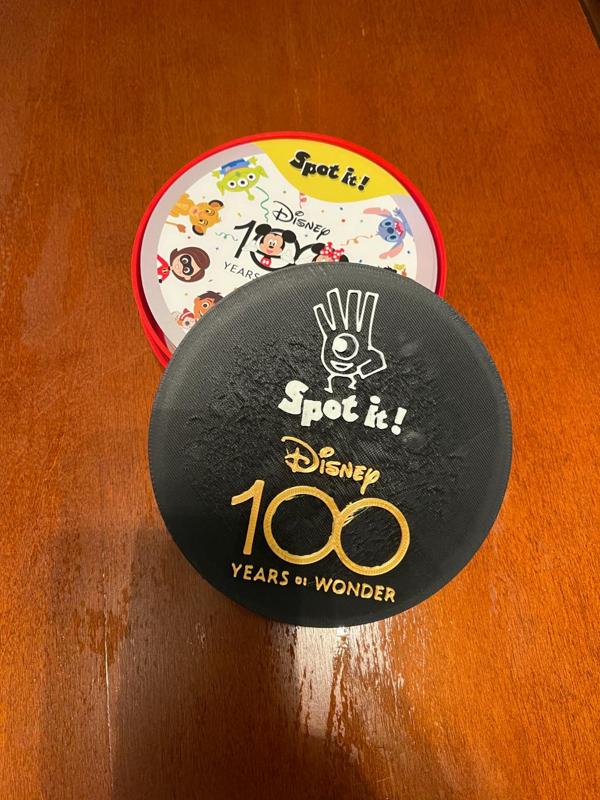 Spot it!
Disney
100
YEARS
Spot it!
Disney
100
YEARS OF WONDER